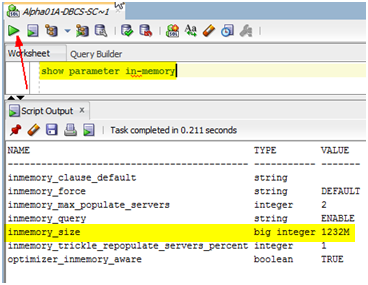 Alpha01A-DBCS-SC~1
Worksheet Query Builder
show parameter in-memory
Script Output x
Task completed in 0.211 seconds
NAME TYPE VALUE
inmemory_clause_default string
inmemory_force string DEFAULT
inmemory_max_populate_servers integer 2
inmemory_query string ENABLE
inmemory_size big integer 1232M
inmemory_trickle_repopulate_servers_percent integer 1
optimizer_inmemory_aware boolean TRUE